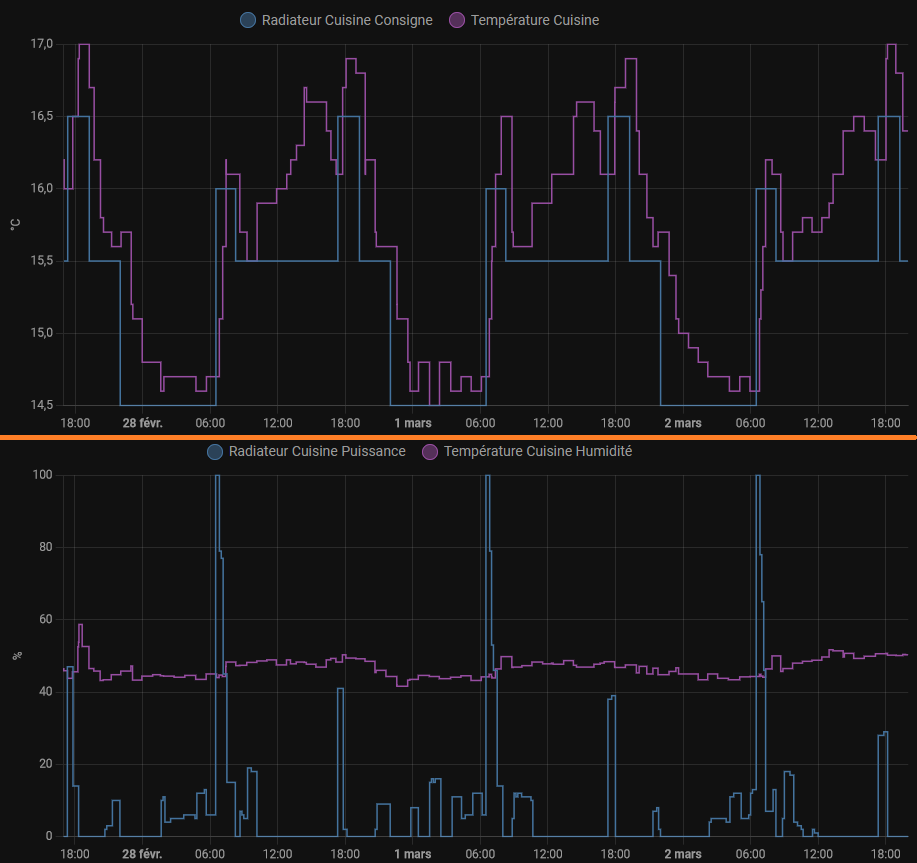 Radiateur Cuisine Consigne Température Cuisine
17,0
16,5
16,0
°C
15,5
15,0
14,5
18:00 28 févr. 06:00 12:00 18:00 1 mars 06:00 12:00 18:00 2 mars 06:00 12:00 18:00
Radiateur Cuisine Puissance Température Cuisine Humidité
100
80
60
%
40
20
0
18:00 28 févr. 06:00 12:00 18:00 1 mars 06:00 12:00 18:00 2 mars 06:00 12:00 18:00